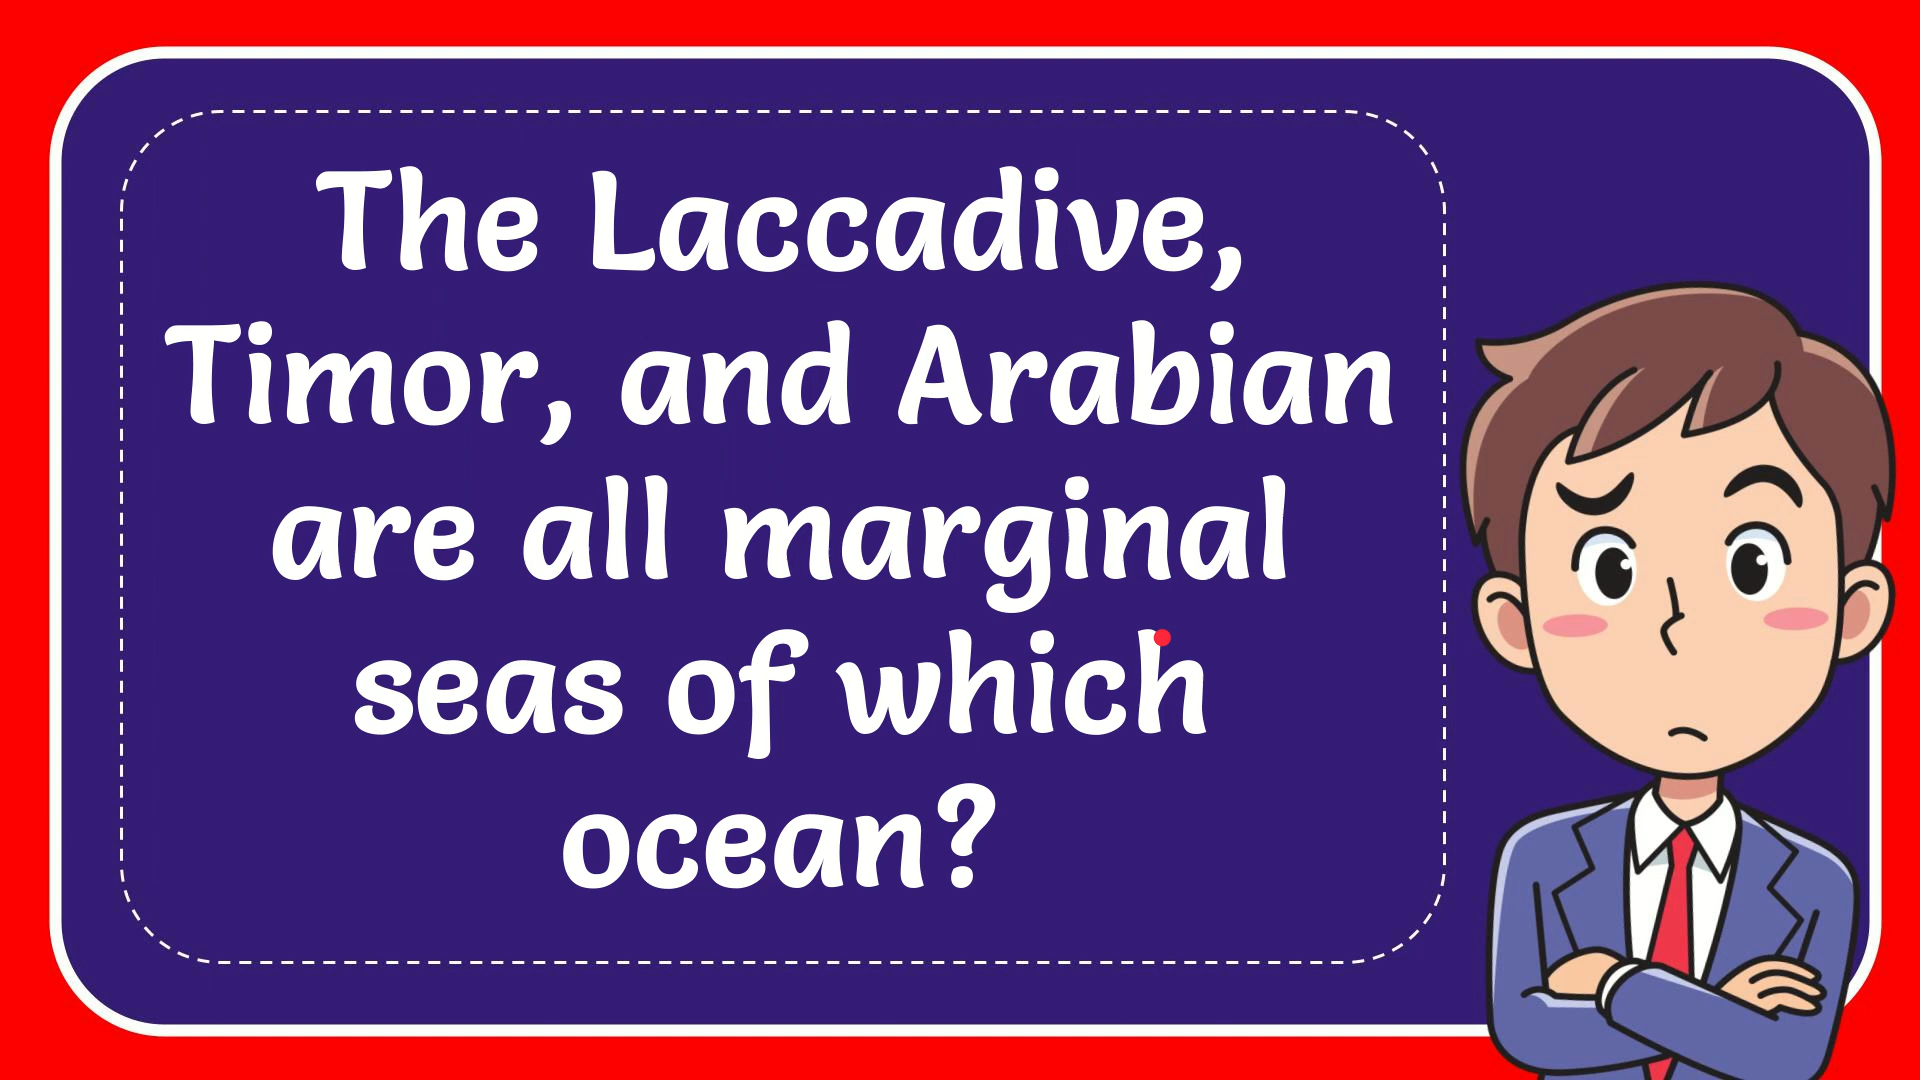 The Laccadive,
Timor, and Arabian
are all marginal
seas of which
ocean?